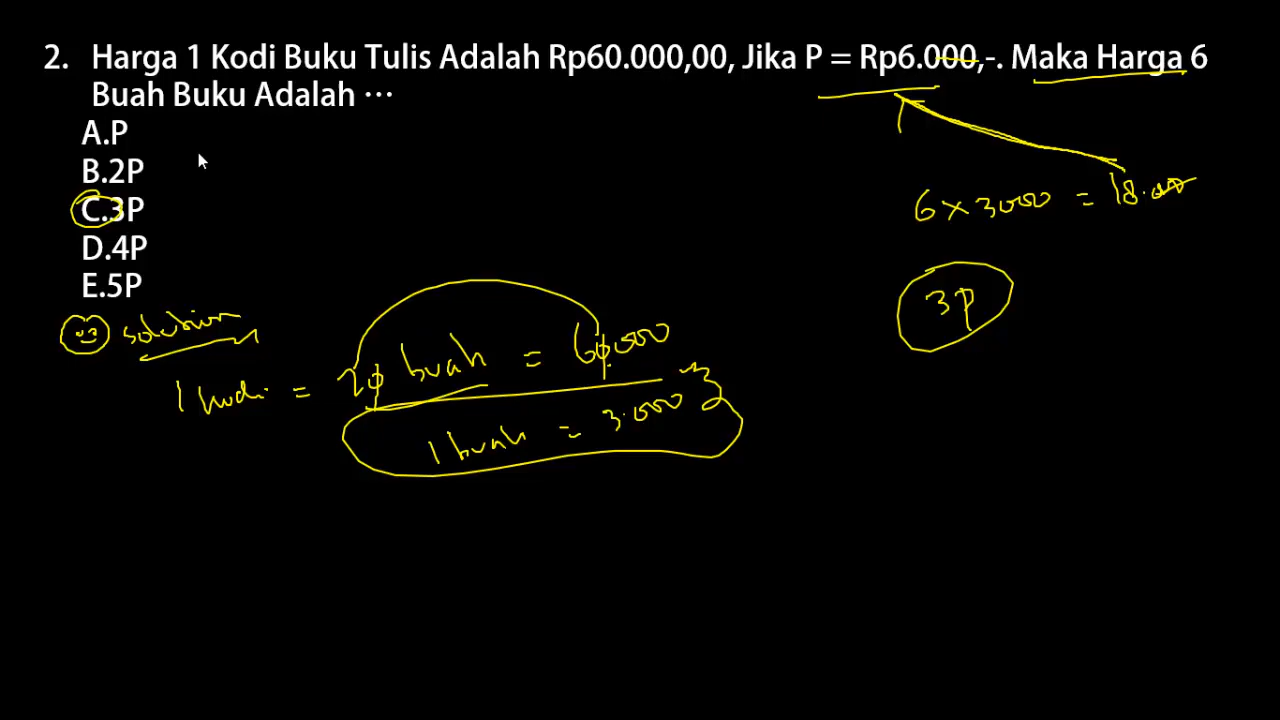 2. Harga 1 Kodi Buku Tulis Adalah Rp60.000,00, Jika P = Rp6.000,-. Maka Harga 6
Buah Buku Adalah ⋯
A.P
B.2P
C.3P
D.4P
E.5P
6 × 3000 = 18.000
3P
solution
1 kodi = 20 buah = 60.000
1 buah = 3.000